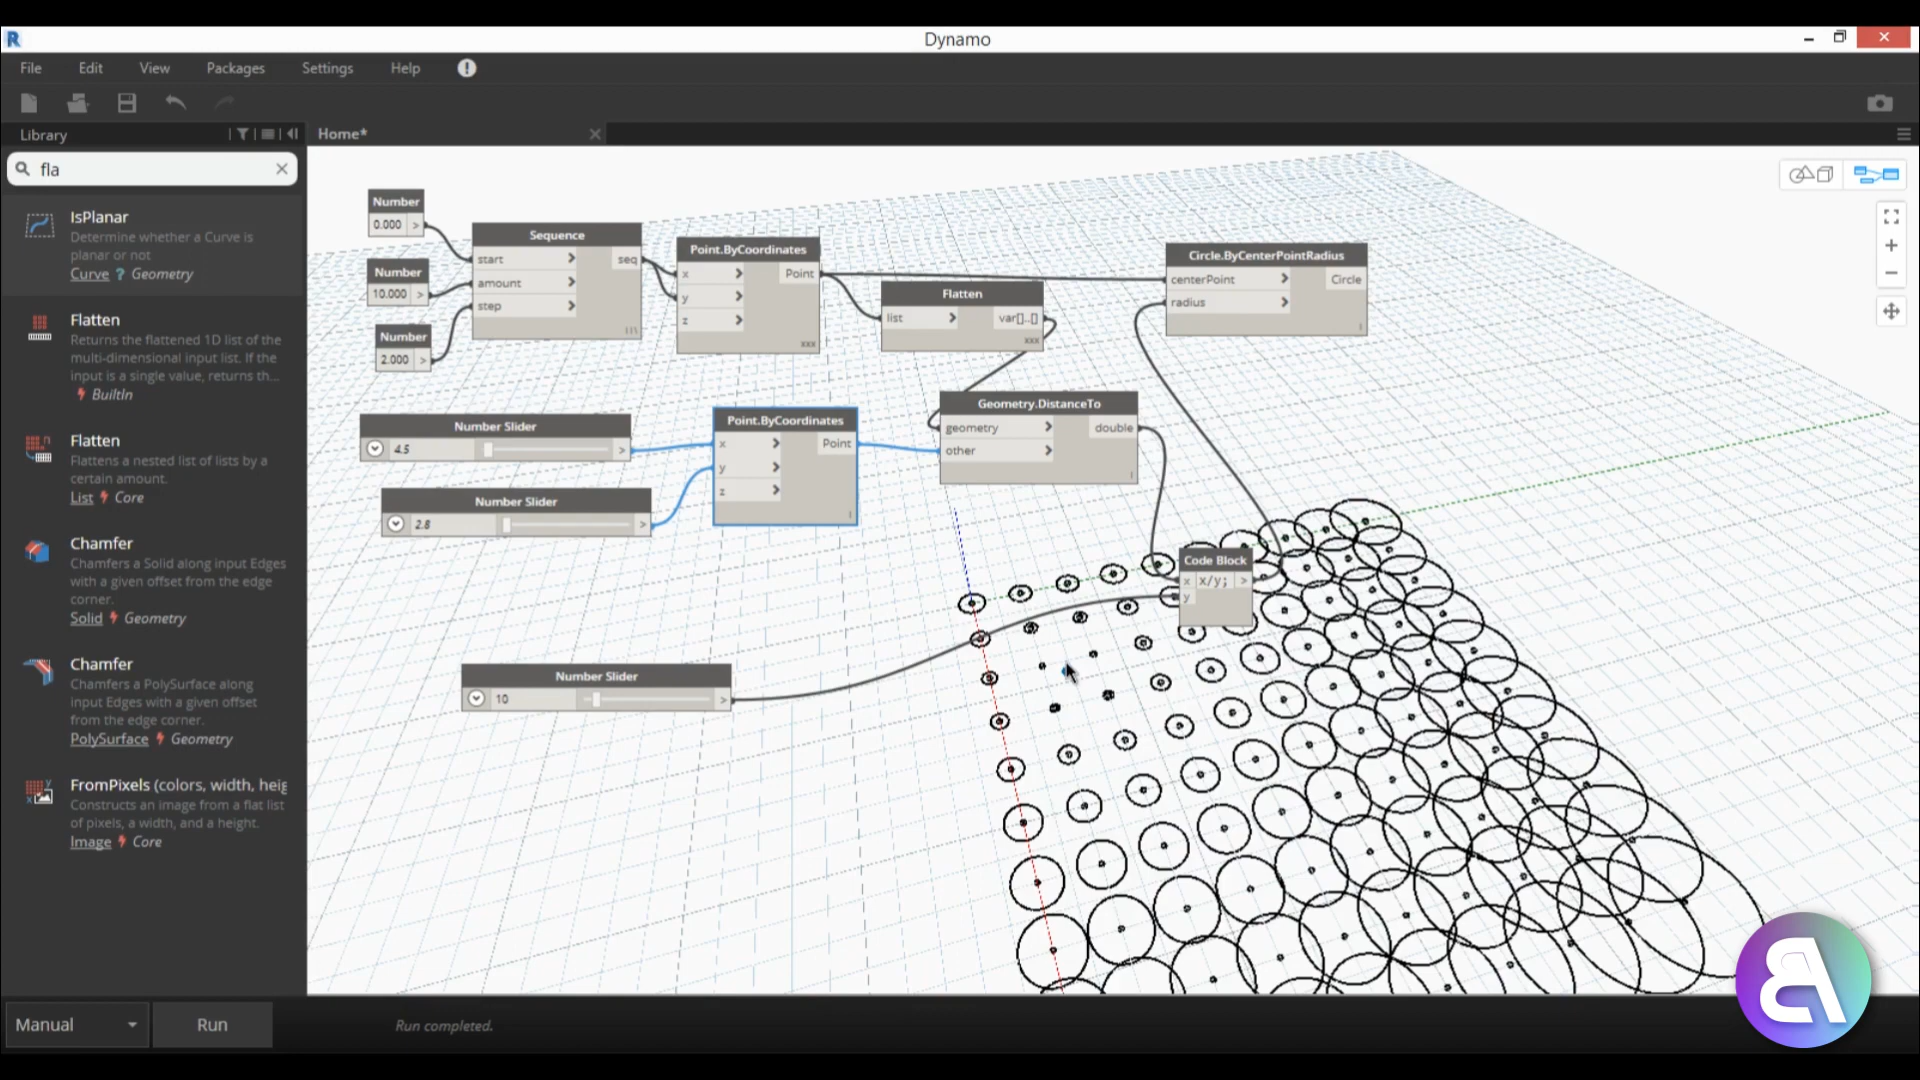 R
Dynamo
File Edit View Packages Settings Help !
Library
Home*
fla
IsPlanar
Determine whether a Curve is
planar or not
Curve ? Geometry
Flatten
Returns the flattened 1D list of the
multi-dimensional input list. If the
input is a single value, returns th...
BuiltIn
Flatten
Flattens a nested list of lists by a
certain amount.
List Core
Chamfer
Chamfers a Solid along input Edges
with a given offset from the edge
corner.
Solid Geometry
Chamfer
Chamfers a PolySurface along
input Edges with a given offset
from the edge corner.
PolySurface Geometry
FromPixels (colors, width, heig
Constructs an image from a flat list
of pixels, a width, and a height.
Image Core
Number
0.000 >
Number
10.000 >
Number
2.000 >
Sequence
start > seq
amount >
step >
Point.ByCoordinates
x > Point
y >
z >
xxx
Flatten
list > var[]..[]
xxx
Circle.ByCenterPointRadius
centerPoint > Circle
radius >
Number Slider
4.5 >
Number Slider
2.8 >
Point.ByCoordinates
x > Point
y >
z >
Geometry.DistanceTo
geometry > double
other >
Code Block
x x/y; >
y
Number Slider
10 >
Manual
Run
Run completed.